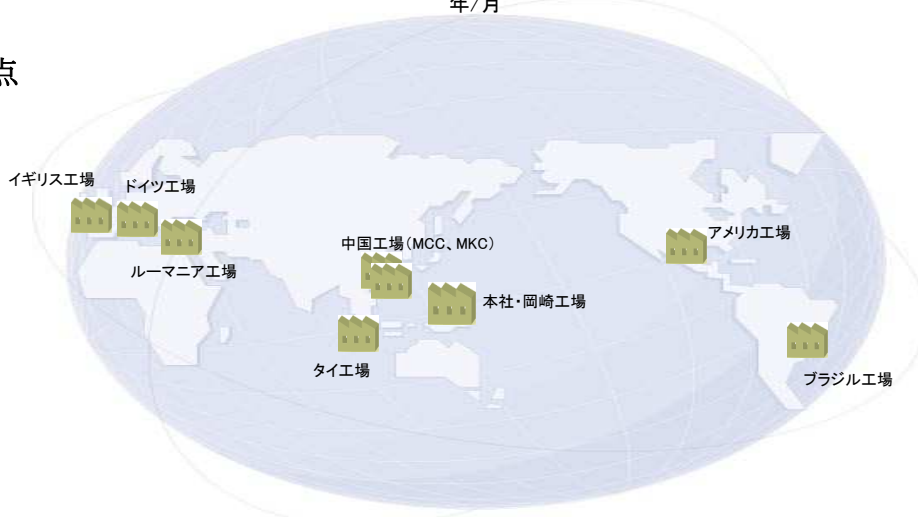 年/月
点
イギリス工場
ドイツ工場
ルーマニア工場
中国工場（MCC、MKC）
アメリカ工場
本社・岡崎工場
タイ工場
ブラジル工場